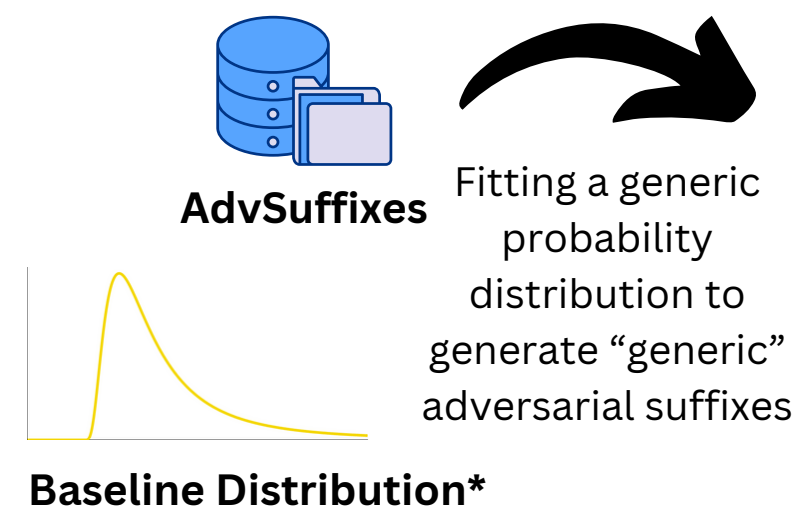 AdvSuffixes
Fitting a generic
probability
distribution to
generate “generic”
adversarial suffixes
Baseline Distribution*